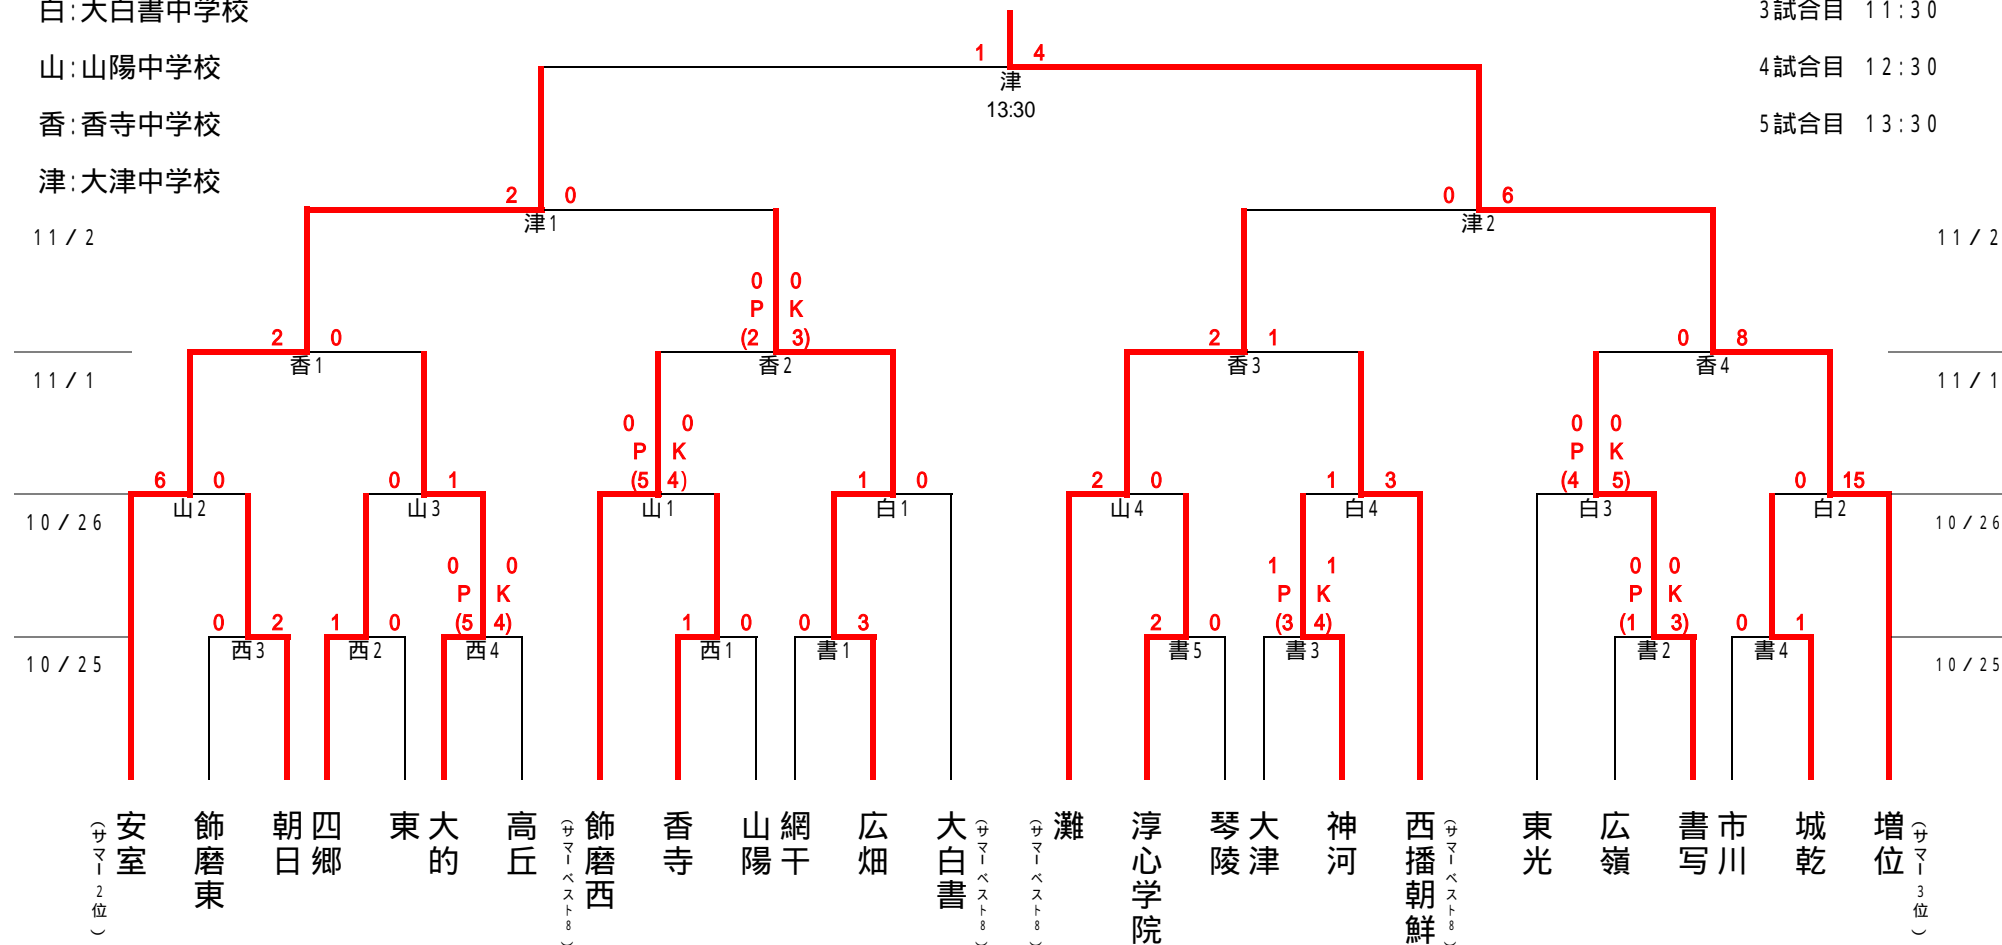 白:大白書中学校
3試合目 11:30
1 4
山:山陽中学校
津
4試合目 12:30
13:30
香:香寺中学校
5試合目 13:30
津:大津中学校
2 0
0 6
津1
津2
11/2
11/2
0 0
P K
(2 3)
2 0
2 1
0 8
香1
香2
香3
香4
11/1
11/1
0 0
P K
(5 4)
0 0
P K
(4 5)
6 0
0 1
1 0
2 0
1 3
0 15
山2
山3
山1
白1
山4
白4
白3
白2
10/26
10/26
0 0
P K
(5 4)
1 1
P K
(3 4)
0 0
P K
(1 3)
0 2
1 0
1 0
0 3
2 0
0 1
西3
西2
西4
西1
書1
書5
書3
書2
書4
10/25
10/25
(サマー2位)
安室
飾磨東
朝日
四郷
東
大的
高丘
(サマーベスト8)
飾磨西
香寺
山陽
網干
広畑
大白書
(サマーベスト8)
(サマーベスト8)
灘
淳心学院
琴陵
大津
神河
西播朝鮮
(サマーベスト8)
東光
広嶺
書写
市川
城乾
増位
(サマー3位)